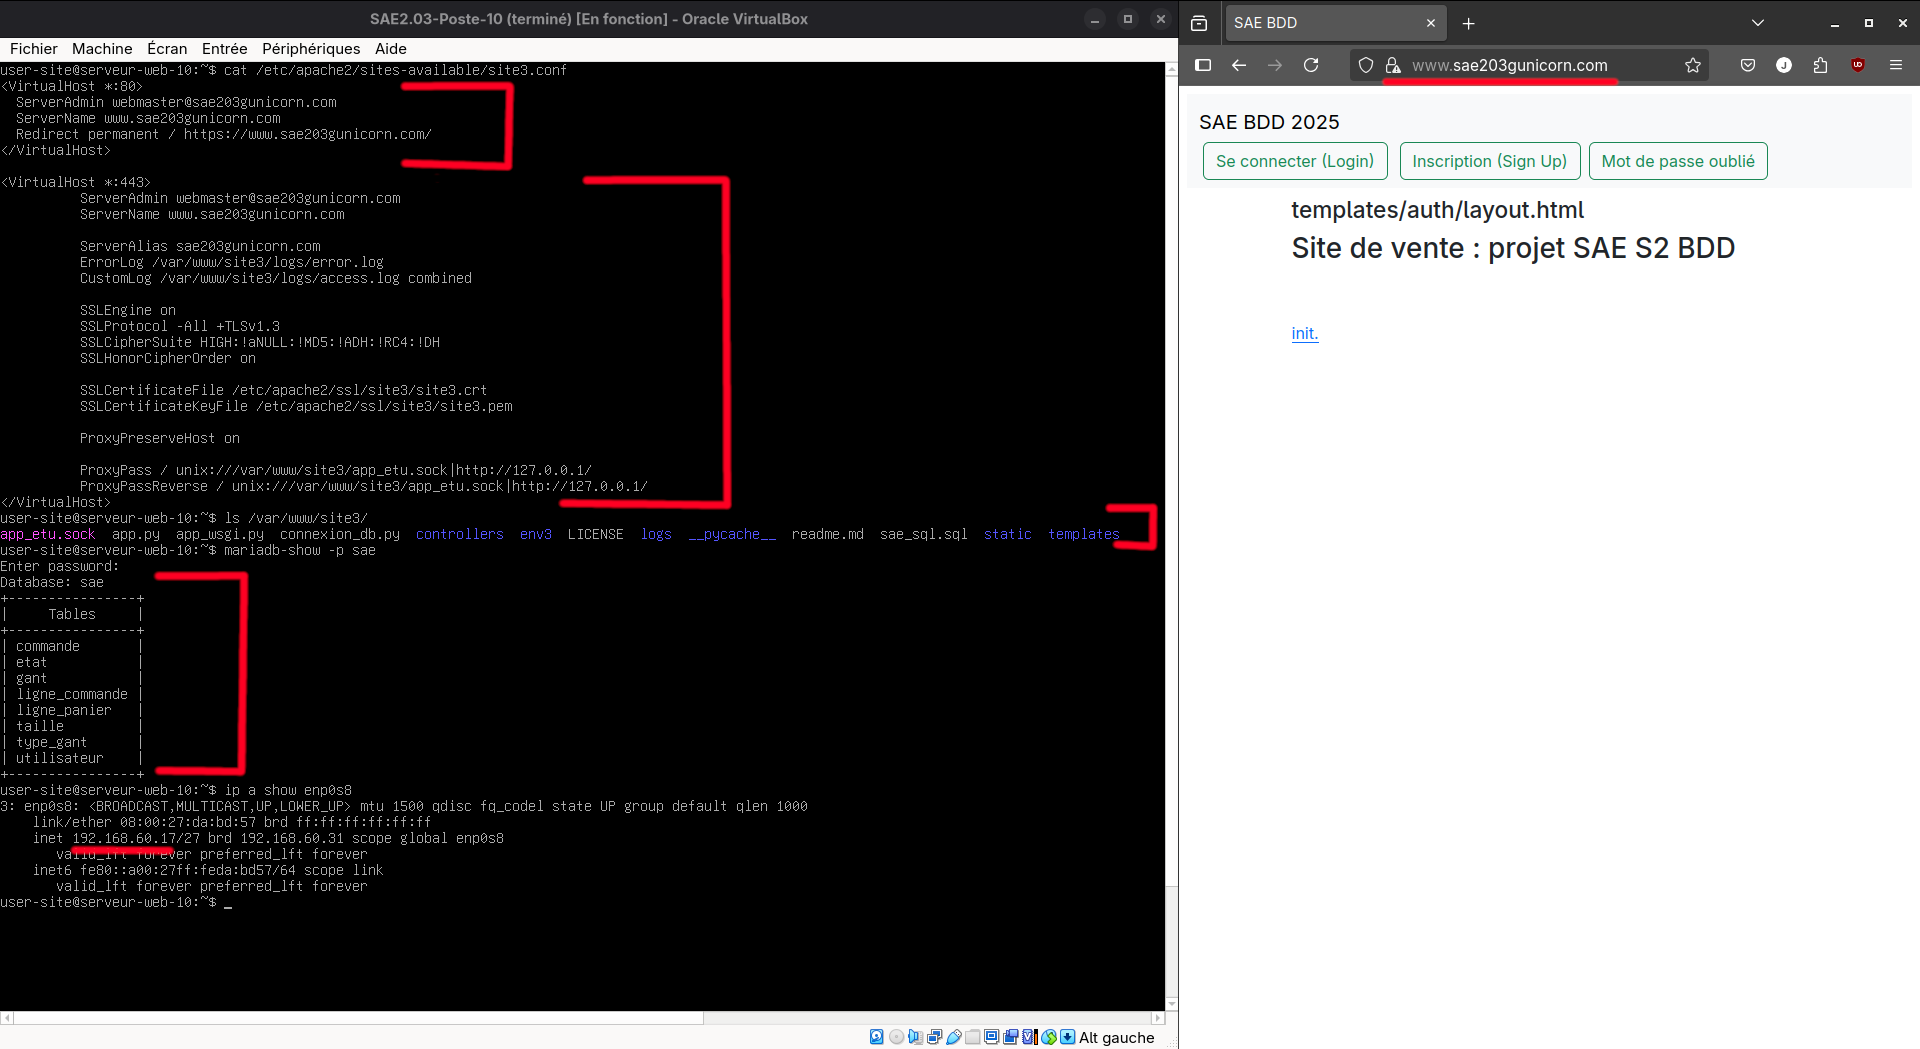 SAE2.03-Poste-10 (terminé) [En fonction] - Oracle VirtualBox
Fichier Machine Écran Entrée Périphériques Aide
user-site@serveur-web-10:~$ cat /etc/apache2/sites-available/site3.conf
<VirtualHost *:80>
ServerAdmin webmaster@sae203gunicorn.com
ServerName www.sae203gunicorn.com
Redirect permanent / https://www.sae203gunicorn.com/
</VirtualHost>
<VirtualHost *:443>
ServerAdmin webmaster@sae203gunicorn.com
ServerName www.sae203gunicorn.com
ServerAlias sae203gunicorn.com
ErrorLog /var/www/site3/logs/error.log
CustomLog /var/www/site3/logs/access.log combined
SSLEngine on
SSLProtocol -All +TLSv1.3
SSLCipherSuite HIGH:!aNULL:!MD5:!ADH:!RC4:!DH
SSLHonorCipherOrder on
SSLCertificateFile /etc/apache2/ssl/site3/site3.crt
SSLCertificateKeyFile /etc/apache2/ssl/site3/site3.pem
ProxyPreserveHost on
ProxyPass / unix:///var/www/site3/app_etu.sock|http://127.0.0.1/
ProxyPassReverse / unix:///var/www/site3/app_etu.sock|http://127.0.0.1/
</VirtualHost>
user-site@serveur-web-10:~$ ls /var/www/site3/
app_etu.sock app.py app_wsgi.py connexion_db.py controllers env3 LICENSE logs __pycache__ readme.md sae_sql.sql static templates
user-site@serveur-web-10:~$ mariadb-show -p sae
Enter password:
Database: sae
+----------------+
| Tables |
+----------------+
| commande |
| etat |
| gant |
| ligne_commande |
| ligne_panier |
| taille |
| type_gant |
| utilisateur |
+----------------+
user-site@serveur-web-10:~$ ip a show enp0s8
3: enp0s8: <BROADCAST,MULTICAST,UP,LOWER_UP> mtu 1500 qdisc fq_codel state UP group default qlen 1000
link/ether 08:00:27:da:bd:57 brd ff:ff:ff:ff:ff:ff
inet 192.168.60.17/27 brd 192.168.60.31 scope global enp0s8
valid_lft forever preferred_lft forever
inet6 fe80::a00:27ff:feda:bd57/64 scope link
valid_lft forever preferred_lft forever
user-site@serveur-web-10:~$ _
Alt gauche
SAE BDD
www.sae203gunicorn.com
SAE BDD 2025
Se connecter (Login) Inscription (Sign Up) Mot de passe oublié
templates/auth/layout.html
Site de vente : projet SAE S2 BDD
init.